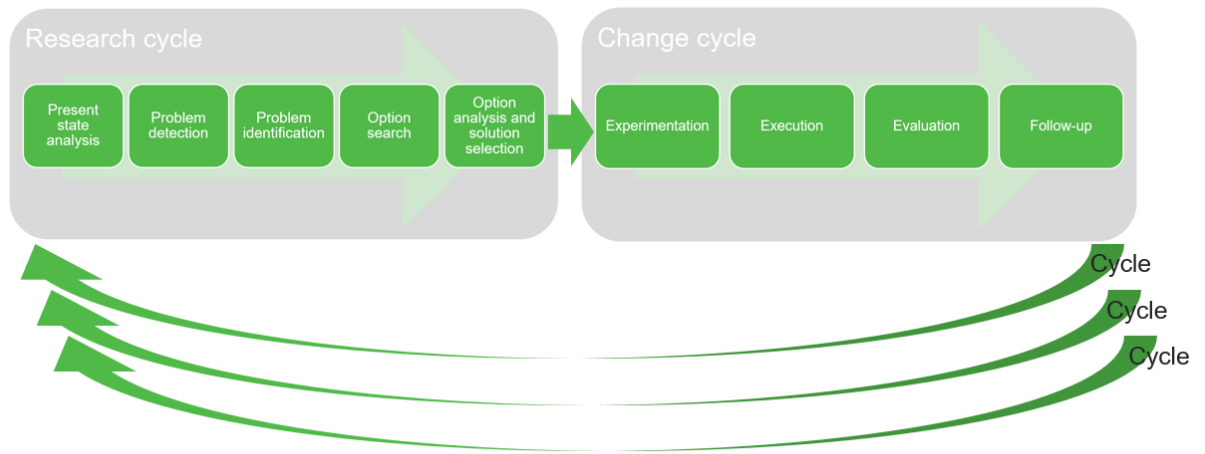 Research cycle
Present
state
analysis
Problem
detection
Problem
identification
Option
search
Option
analysis and
solution
selection
Change cycle
Experimentation
Execution
Evaluation
Follow-up
Cycle
Cycle
Cycle